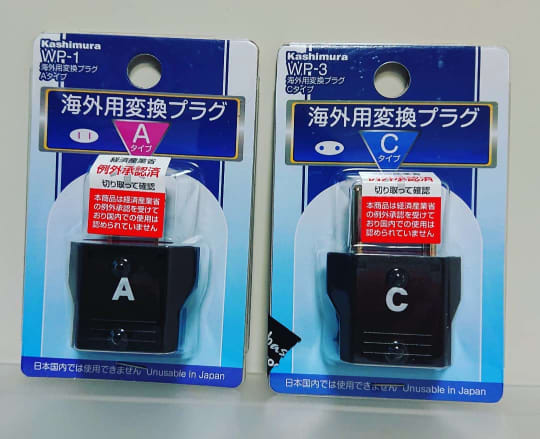 Kashimura
WP-1
海外用変換プラグ
Aタイプ
海外用変換プラグ
A
タイプ
経済産業省
例外承認済
切り取って確認
本商品は経済産業省
の例外承認を受けて
おり国内での使用は
認められていません
A
日本国内では使用できません Unusable in Japan
Kashimura
WP-3
海外用変換プラグ
Cタイプ
海外用変換プラグ
C
タイプ
例外承認済
切り取って確認
本商品は経済産業省
の例外承認を受けて
おり国内での使用は
認められていません
C
日本国内では使用できません Unusable in Japan